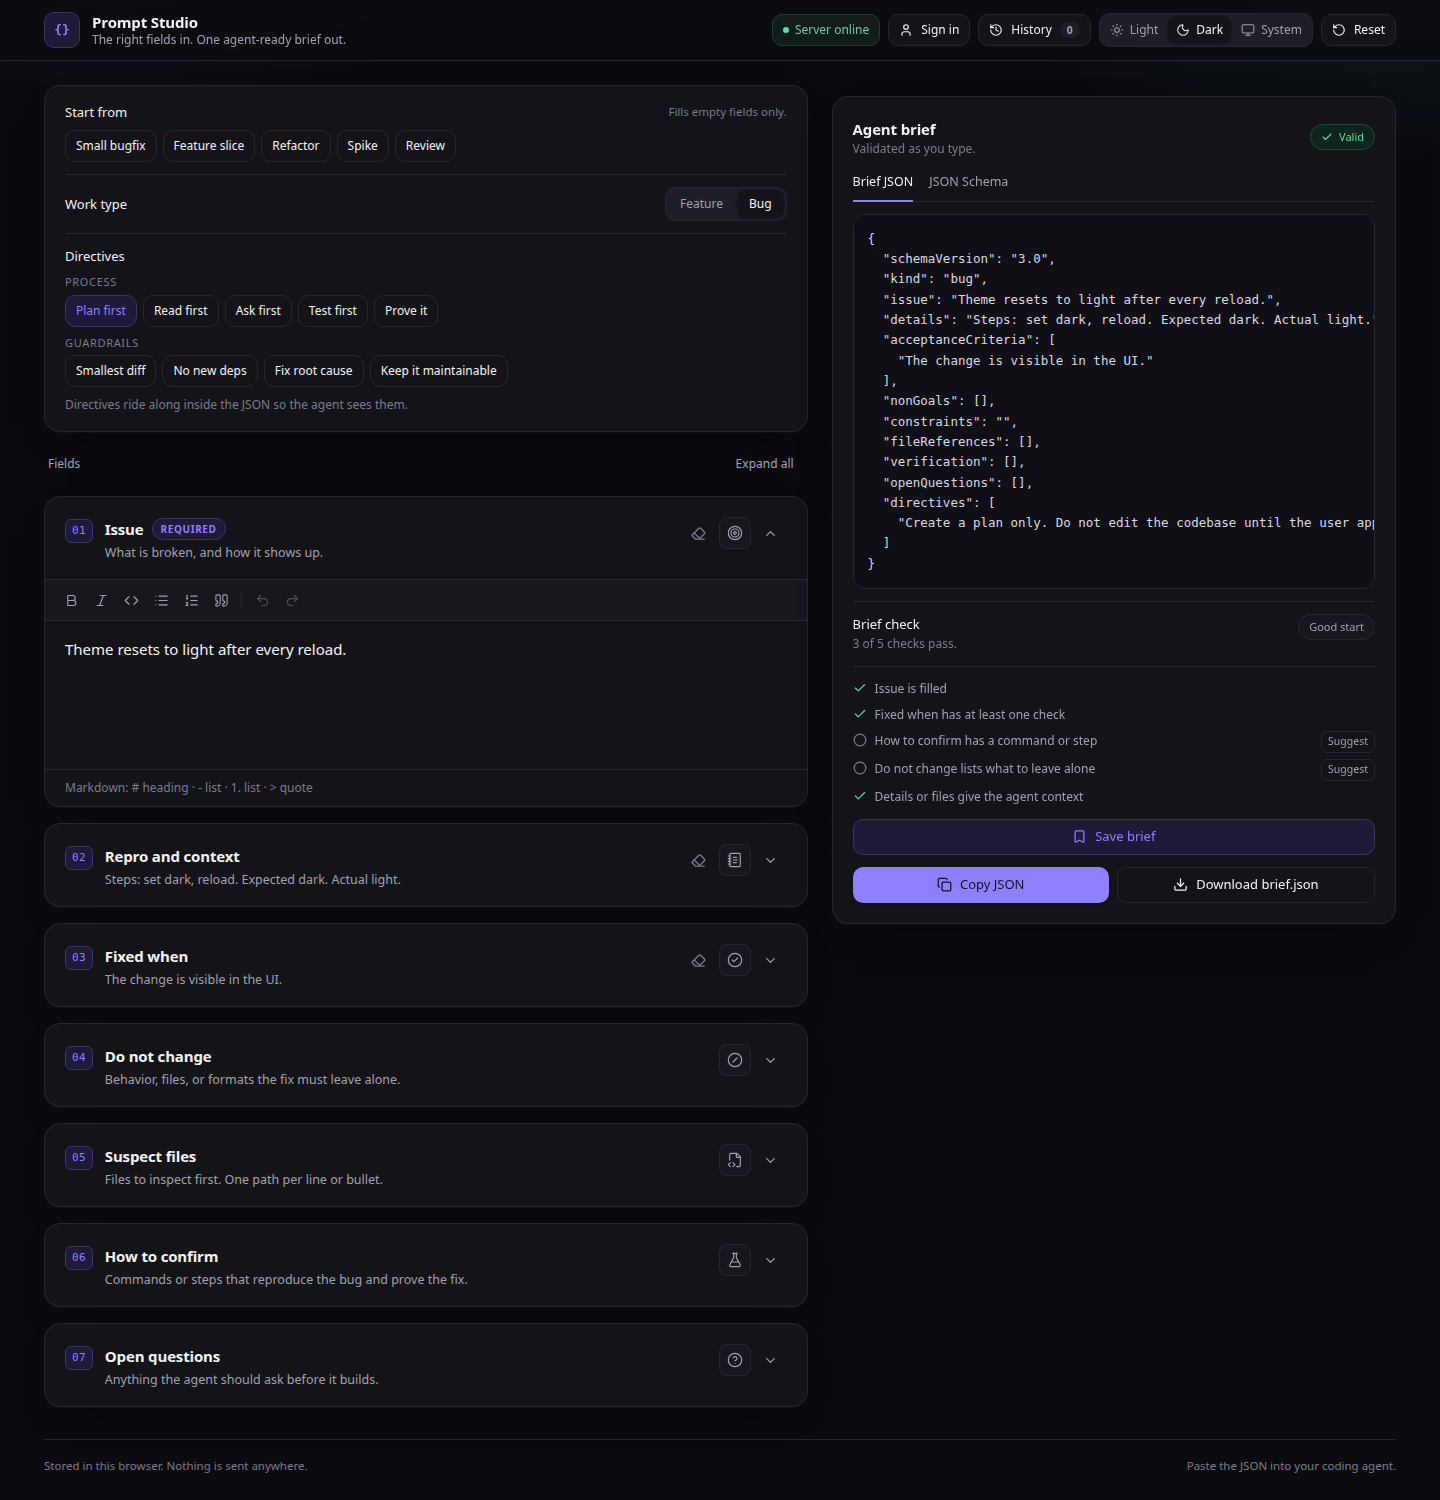 {}
Prompt Studio
The right fields in. One agent-ready brief out.
Server online
Sign in
History 0
Light
Dark
System
Reset
Start from
Fills empty fields only.
Small bugfix
Feature slice
Refactor
Spike
Review
Work type
Feature
Bug
Directives
PROCESS
Plan first
Read first
Ask first
Test first
Prove it
GUARDRAILS
Smallest diff
No new deps
Fix root cause
Keep it maintainable
Directives ride along inside the JSON so the agent sees them.
Fields
Expand all
01
Issue
REQUIRED
What is broken, and how it shows up.
Theme resets to light after every reload.
Markdown: # heading · - list · 1. list · > quote
02
Repro and context
Steps: set dark, reload. Expected dark. Actual light.
03
Fixed when
The change is visible in the UI.
04
Do not change
Behavior, files, or formats the fix must leave alone.
05
Suspect files
Files to inspect first. One path per line or bullet.
06
How to confirm
Commands or steps that reproduce the bug and prove the fix.
07
Open questions
Anything the agent should ask before it builds.
Agent brief
Validated as you type.
Valid
Brief JSON
JSON Schema
{
"schemaVersion": "3.0",
"kind": "bug",
"issue": "Theme resets to light after every reload.",
"details": "Steps: set dark, reload. Expected dark. Actual light."
"acceptanceCriteria": [
"The change is visible in the UI."
],
"nonGoals": [],
"constraints": "",
"fileReferences": [],
"verification": [],
"openQuestions": [],
"directives": [
"Create a plan only. Do not edit the codebase until the user app
]
}
Brief check
3 of 5 checks pass.
Good start
Issue is filled
Fixed when has at least one check
How to confirm has a command or step
Suggest
Do not change lists what to leave alone
Suggest
Details or files give the agent context
Save brief
Copy JSON
Download brief.json
Stored in this browser. Nothing is sent anywhere.
Paste the JSON into your coding agent.